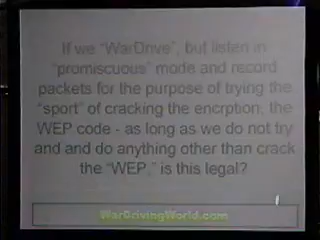 If we "WarDrive", but listen in
"promiscuous" mode and record
packets for the purpose of trying the
"sport" of cracking the encrption, the
WEP code - as long as we do not try
and and do anything other than crack
the "WEP," is this legal?
WarDrivingWorld.com